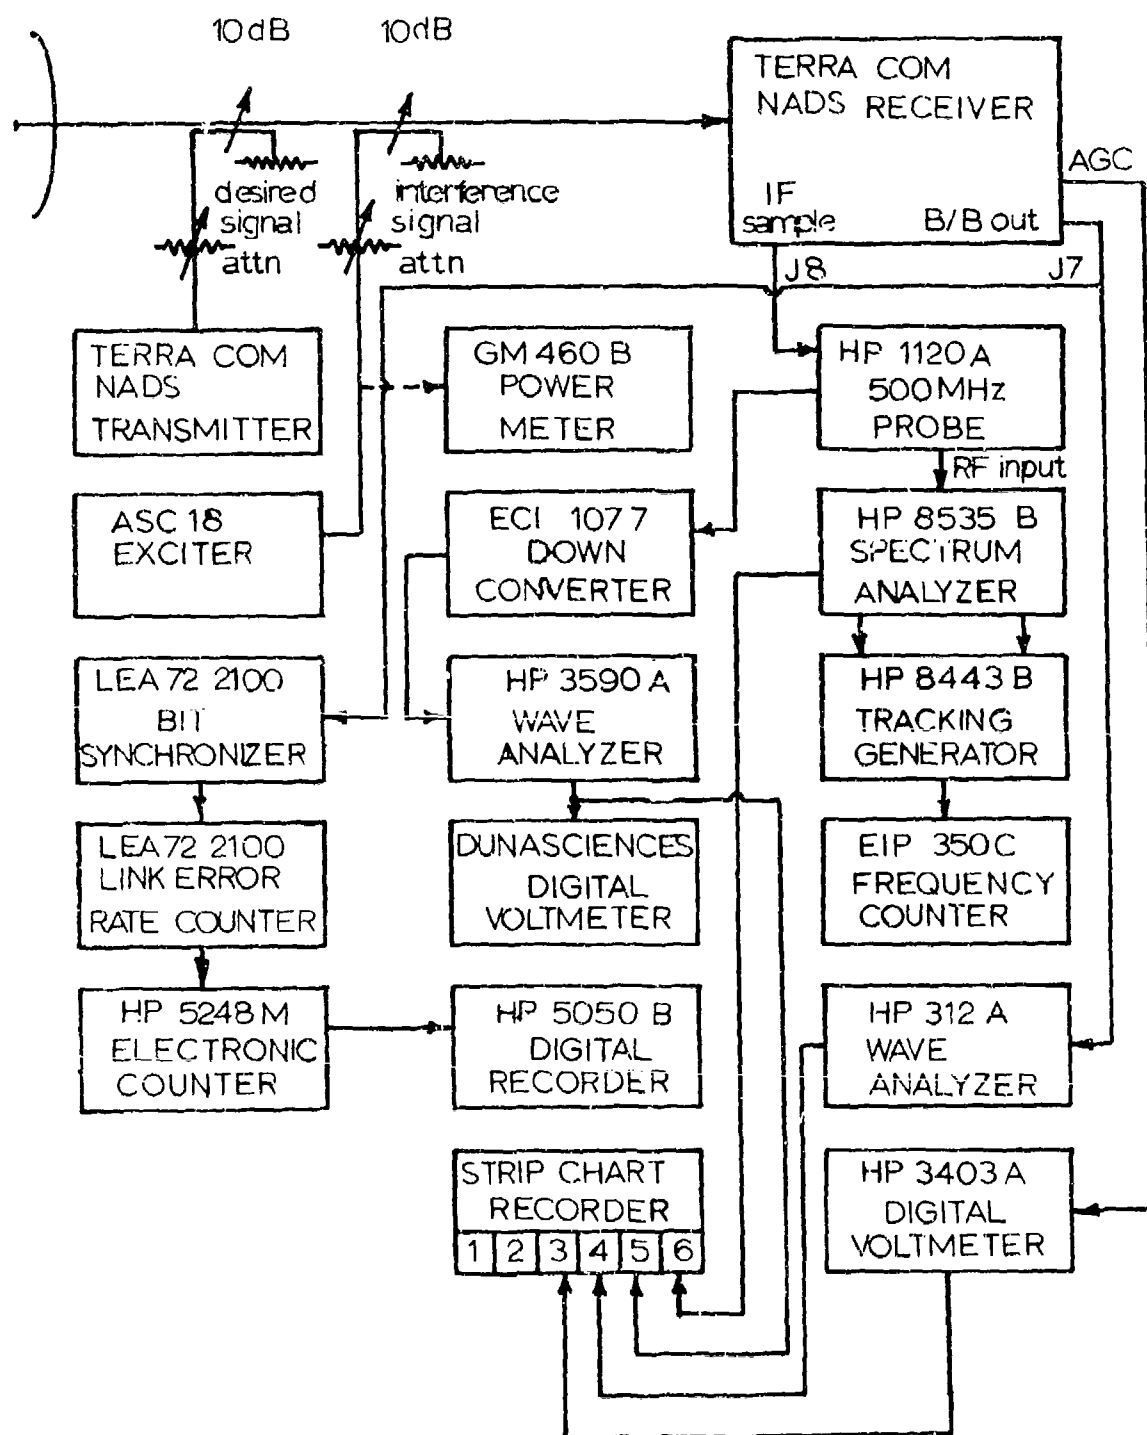 10dB
10dB
TERRA COM
NADS RECEIVER
IF
sample
B/B out
AGC
J8
J7
desired
signal
attn
interference
signal
attn
TERRA COM
NADS
TRANSMITTER
GM 460 B
POWER
METER
HP 1120 A
500 MHz
PROBE
RF input
ASC 18
EXCITER
ECI 1077
DOWN
CONVERTER
HP 8535 B
SPECTRUM
ANALYZER
LEA72 2100
BIT
SYNCHRONIZER
HP 3590 A
WAVE
ANALYZER
HP 8443 B
TRACKING
GENERATOR
LEA72 2100
LINK ERROR
RATE COUNTER
DUNASCIENCES
DIGITAL
VOLTMETER
EIP 350C
FREQUENCY
COUNTER
HP 5248 M
ELECTRONIC
COUNTER
HP 5050 B
DIGITAL
RECORDER
HP 312 A
WAVE
ANALYZER
STRIP CHART
RECORDER
1 2 3 4 5 6
HP 3403 A
DIGITAL
VOLTMETER